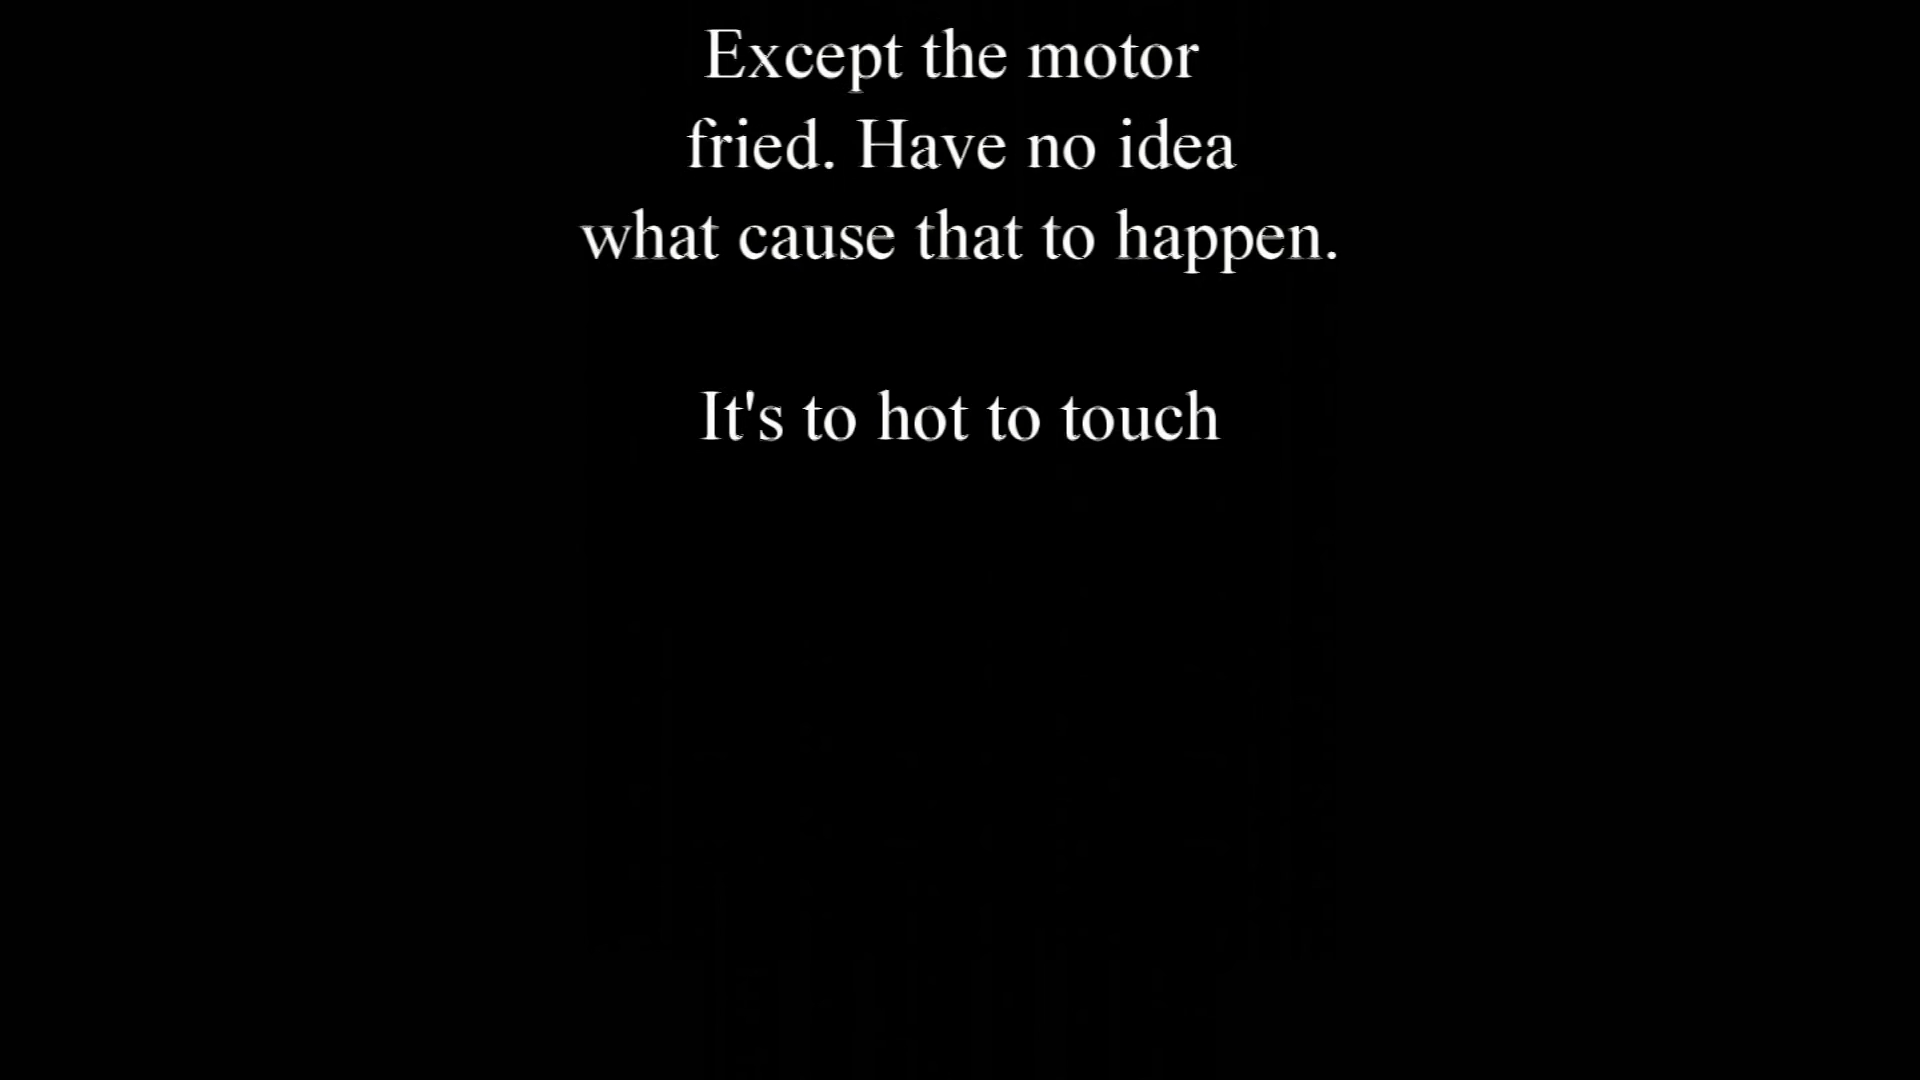 Except the motor
fried. Have no idea
what cause that to happen.
It's to hot to touch